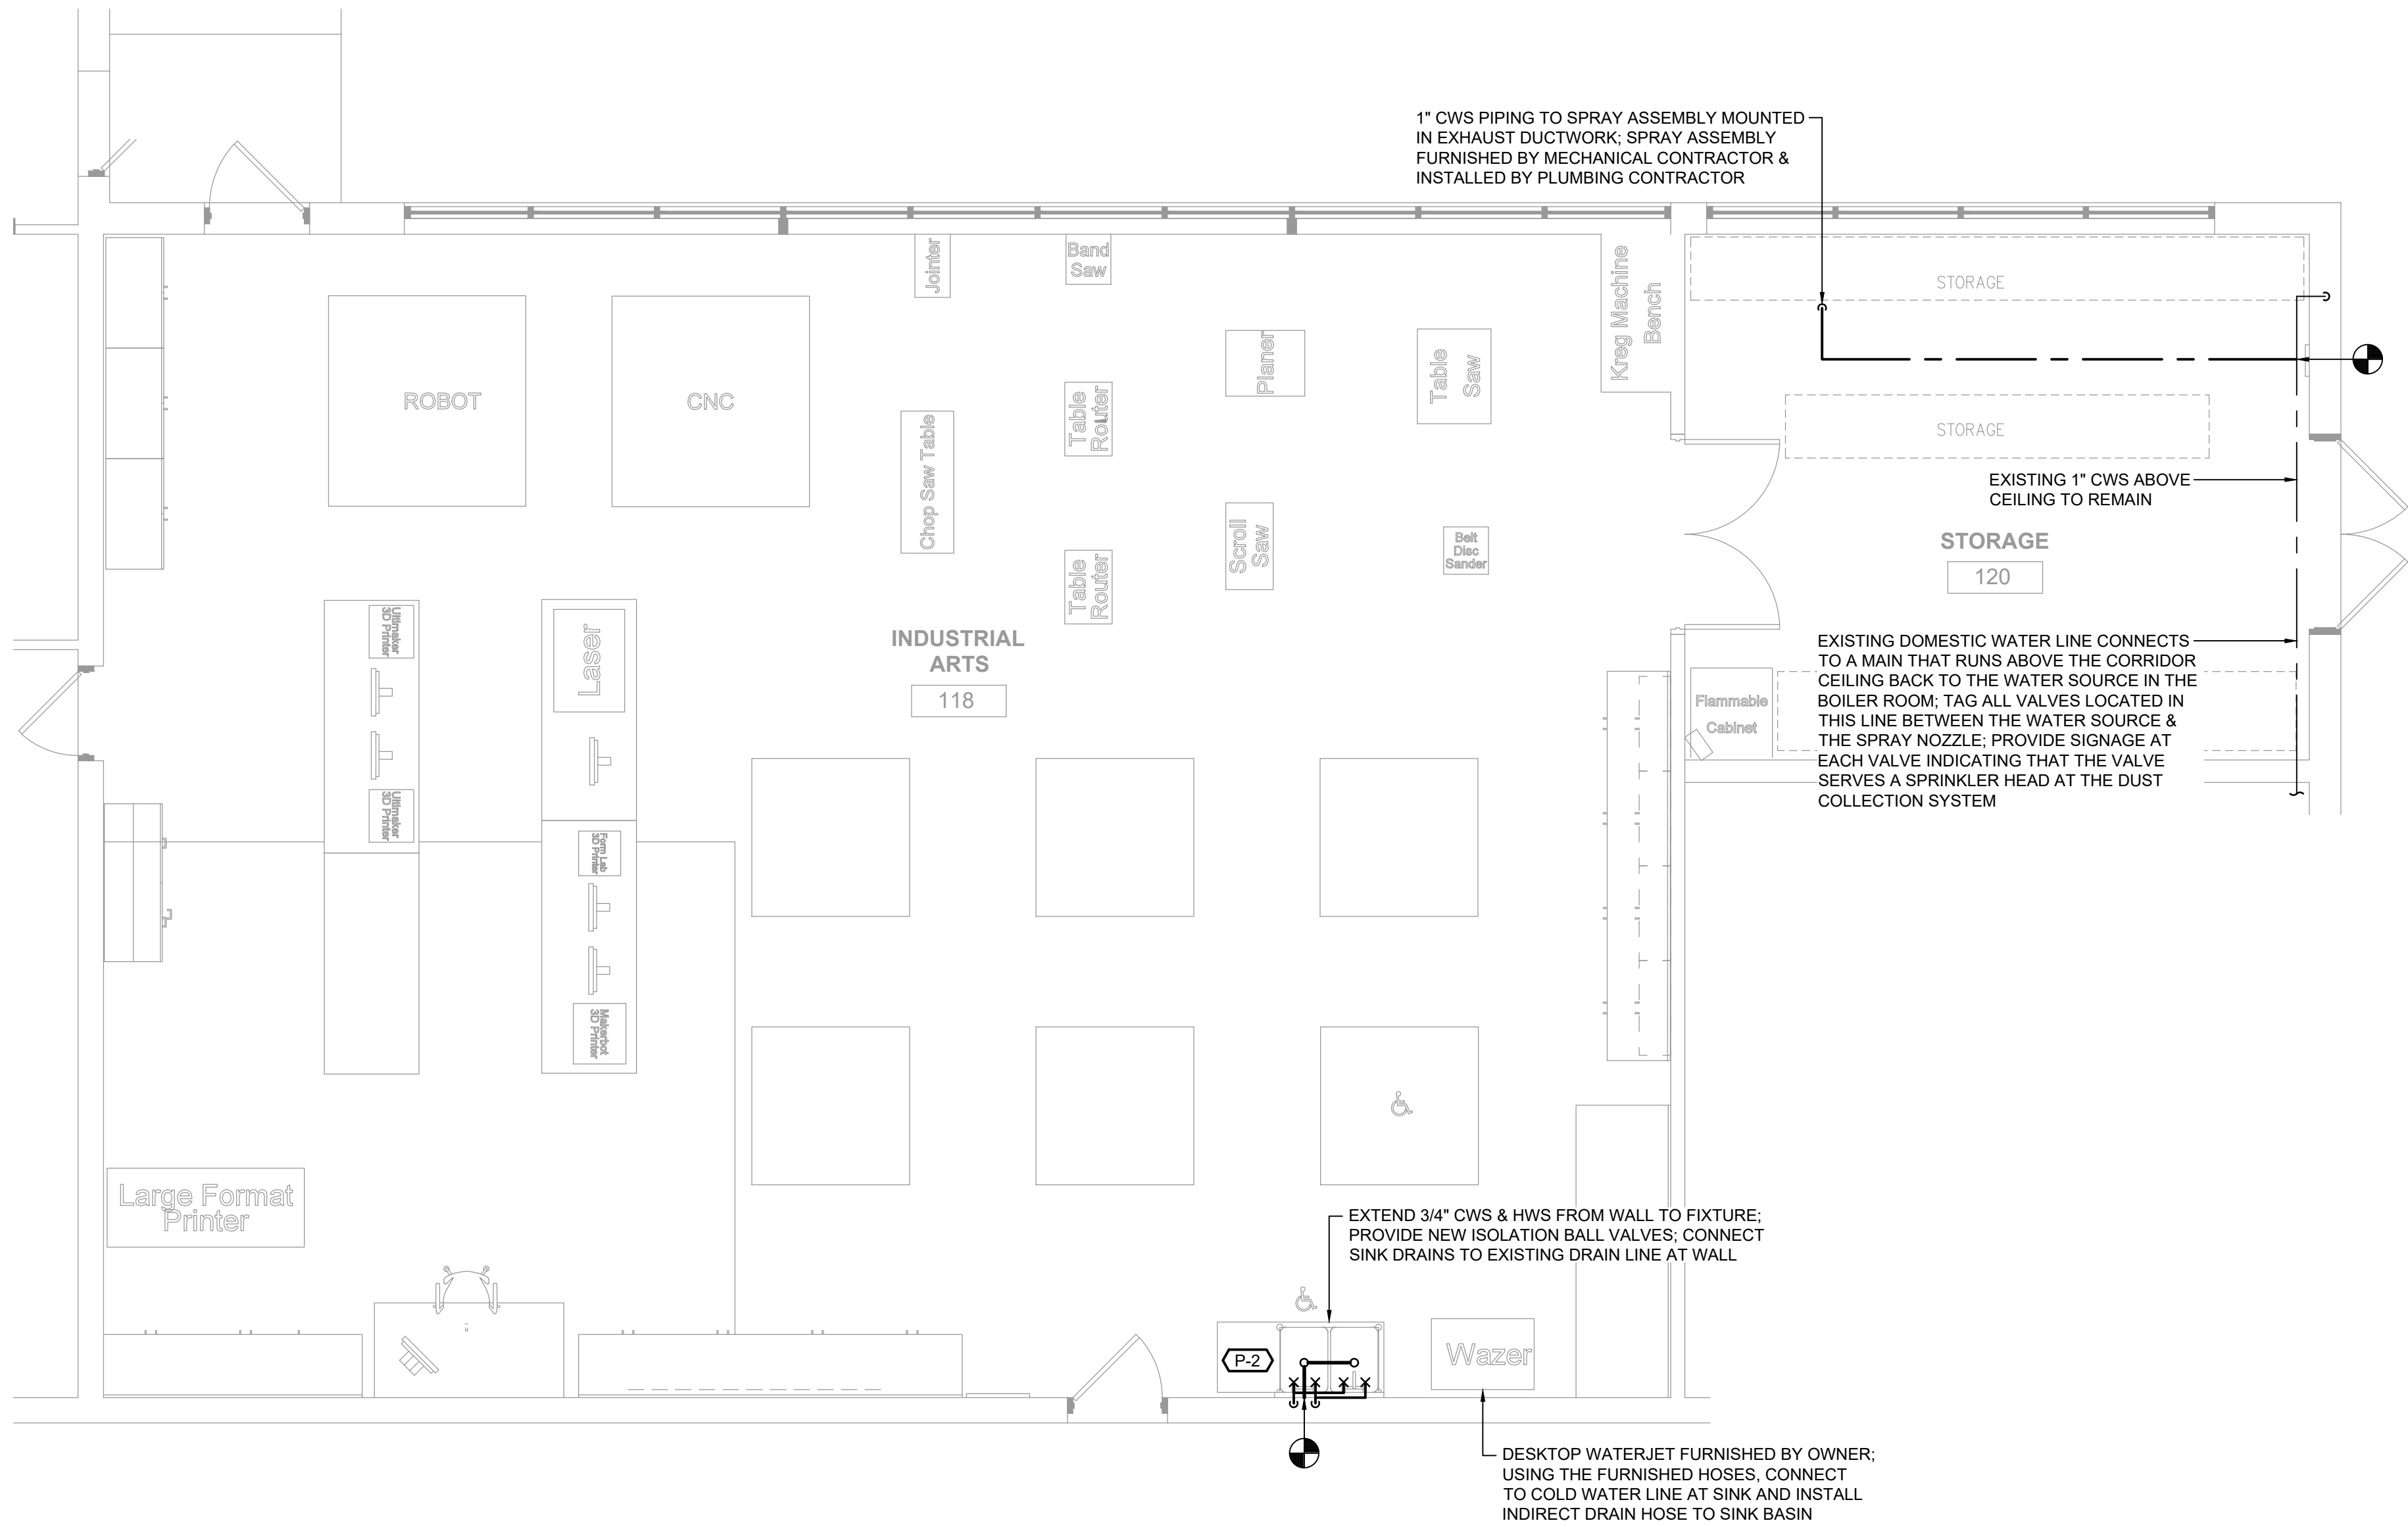 1" CWS PIPING TO SPRAY ASSEMBLY MOUNTED
IN EXHAUST DUCTWORK; SPRAY ASSEMBLY
FURNISHED BY MECHANICAL CONTRACTOR &
INSTALLED BY PLUMBING CONTRACTOR
Jointer
Band
Saw
Kreg Machine
Bench
STORAGE
ROBOT
CNC
Chop Saw Table
Table
Router
Planer
Table
Saw
STORAGE
EXISTING 1" CWS ABOVE
CEILING TO REMAIN
Scroll
Saw
Belt
Disc
Sander
STORAGE
120
Table
Router
Ultimaker
3D Printer
Laser
INDUSTRIAL
ARTS
118
EXISTING DOMESTIC WATER LINE CONNECTS
TO A MAIN THAT RUNS ABOVE THE CORRIDOR
CEILING BACK TO THE WATER SOURCE IN THE
BOILER ROOM; TAG ALL VALVES LOCATED IN
THIS LINE BETWEEN THE WATER SOURCE &
THE SPRAY NOZZLE; PROVIDE SIGNAGE AT
EACH VALVE INDICATING THAT THE VALVE
SERVES A SPRINKLER HEAD AT THE DUST
COLLECTION SYSTEM
Flammable
Cabinet
Ultimaker
3D Printer
Form Lab
3D Printer
Makerbot
3D Printer
Large Format
Printer
EXTEND 3/4" CWS & HWS FROM WALL TO FIXTURE;
PROVIDE NEW ISOLATION BALL VALVES; CONNECT
SINK DRAINS TO EXISTING DRAIN LINE AT WALL
P-2
Wazer
DESKTOP WATERJET FURNISHED BY OWNER;
USING THE FURNISHED HOSES, CONNECT
TO COLD WATER LINE AT SINK AND INSTALL
INDIRECT DRAIN HOSE TO SINK BASIN